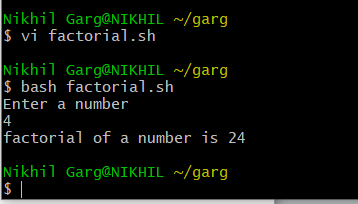 Nikhil Garg@NIKHIL ~/garg
$ vi factorial.sh
Nikhil Garg@NIKHIL ~/garg
$ bash factorial.sh
Enter a number
4
factorial of a number is 24
Nikhil Garg@NIKHIL ~/garg
$